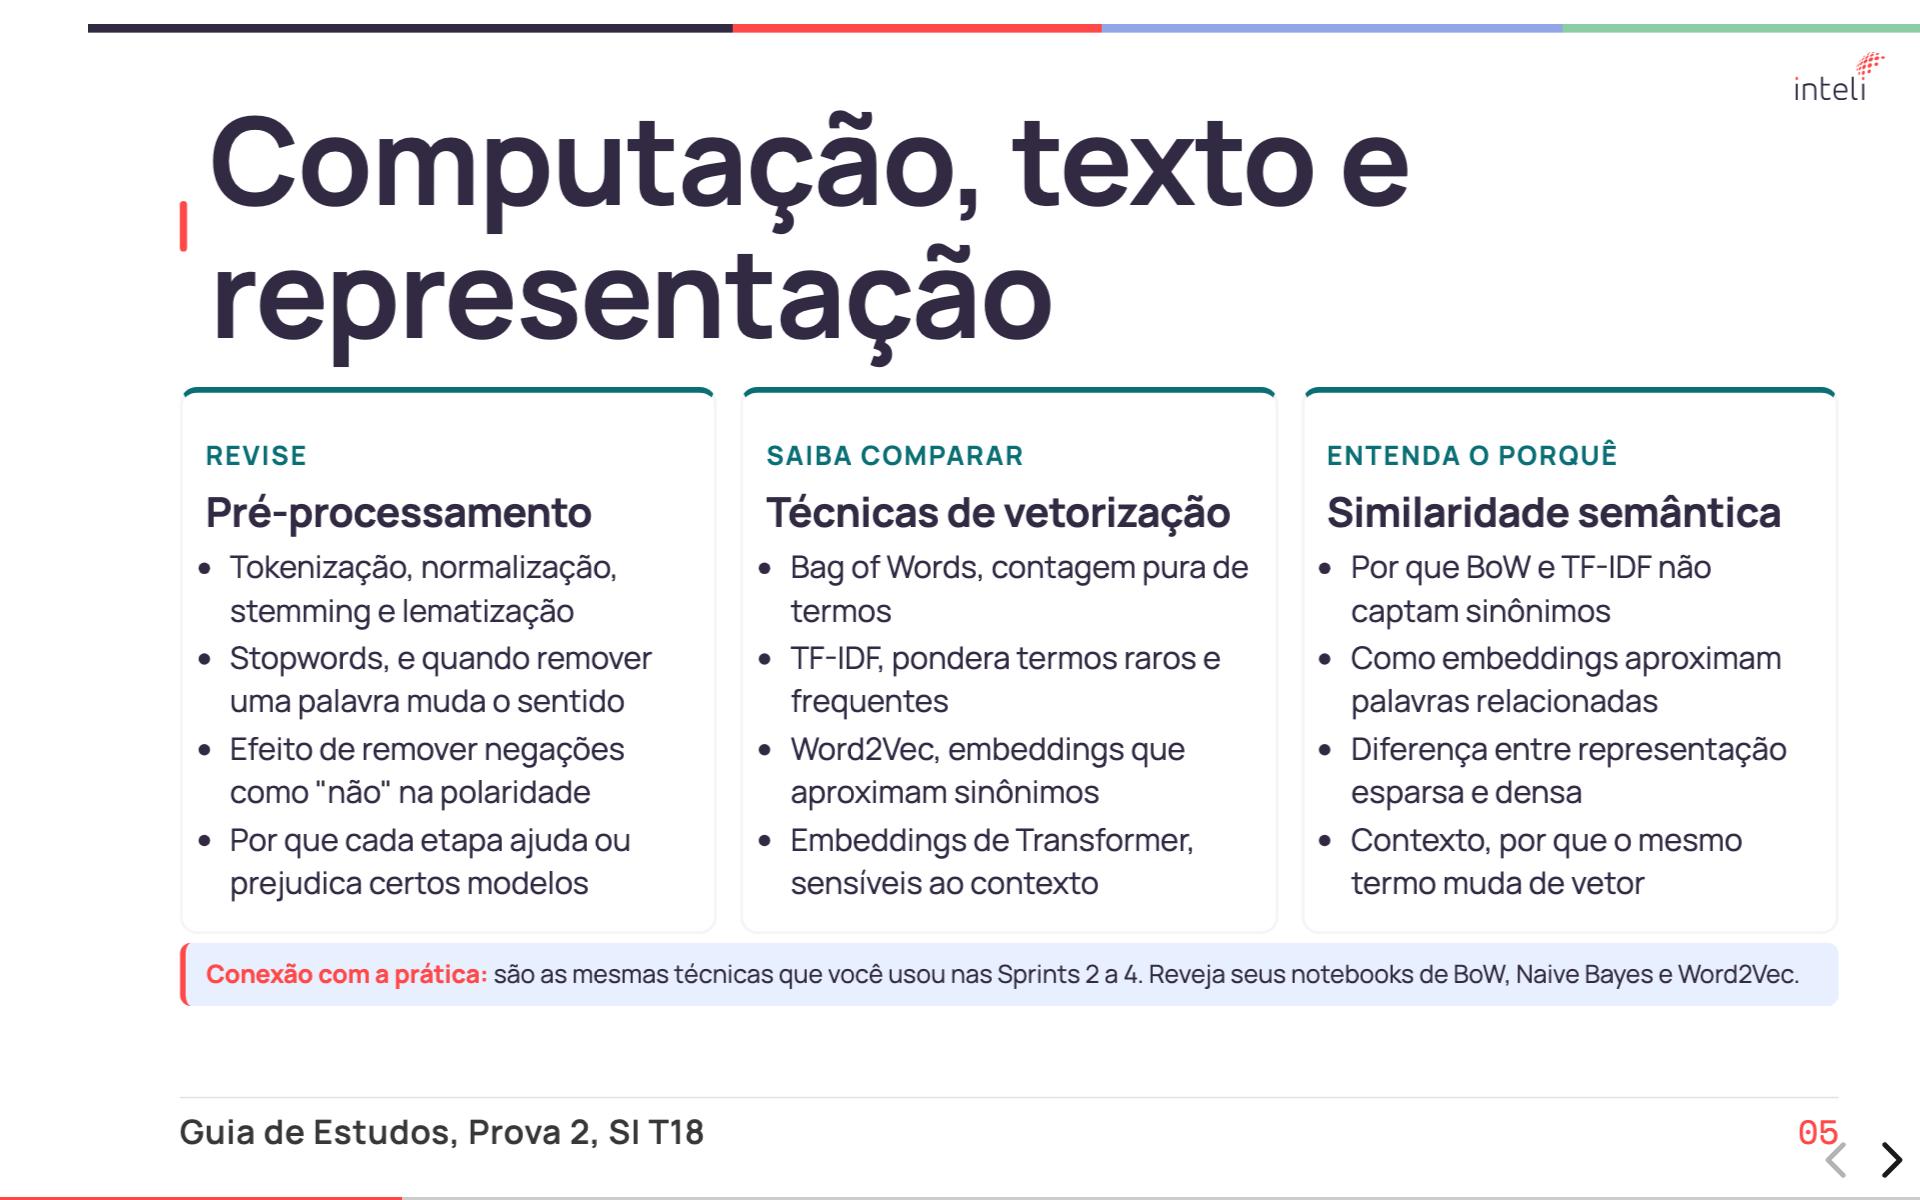 inteli
Computação, texto e
representação
REVISE
Pré-processamento
• Tokenização, normalização,
stemming e lematização
• Stopwords, e quando remover
uma palavra muda o sentido
• Efeito de remover negações
como "não" na polaridade
• Por que cada etapa ajuda ou
prejudica certos modelos
SAIBA COMPARAR
Técnicas de vetorização
• Bag of Words, contagem pura de
termos
• TF-IDF, pondera termos raros e
frequentes
• Word2Vec, embeddings que
aproximam sinônimos
• Embeddings de Transformer,
sensíveis ao contexto
ENTENDA O PORQUÊ
Similaridade semântica
• Por que BoW e TF-IDF não
captam sinônimos
• Como embeddings aproximam
palavras relacionadas
• Diferença entre representação
esparsa e densa
• Contexto, por que o mesmo
termo muda de vetor
Conexão com a prática: são as mesmas técnicas que você usou nas Sprints 2 a 4. Reveja seus notebooks de BoW, Naive Bayes e Word2Vec.
Guia de Estudos, Prova 2, SI T18
05